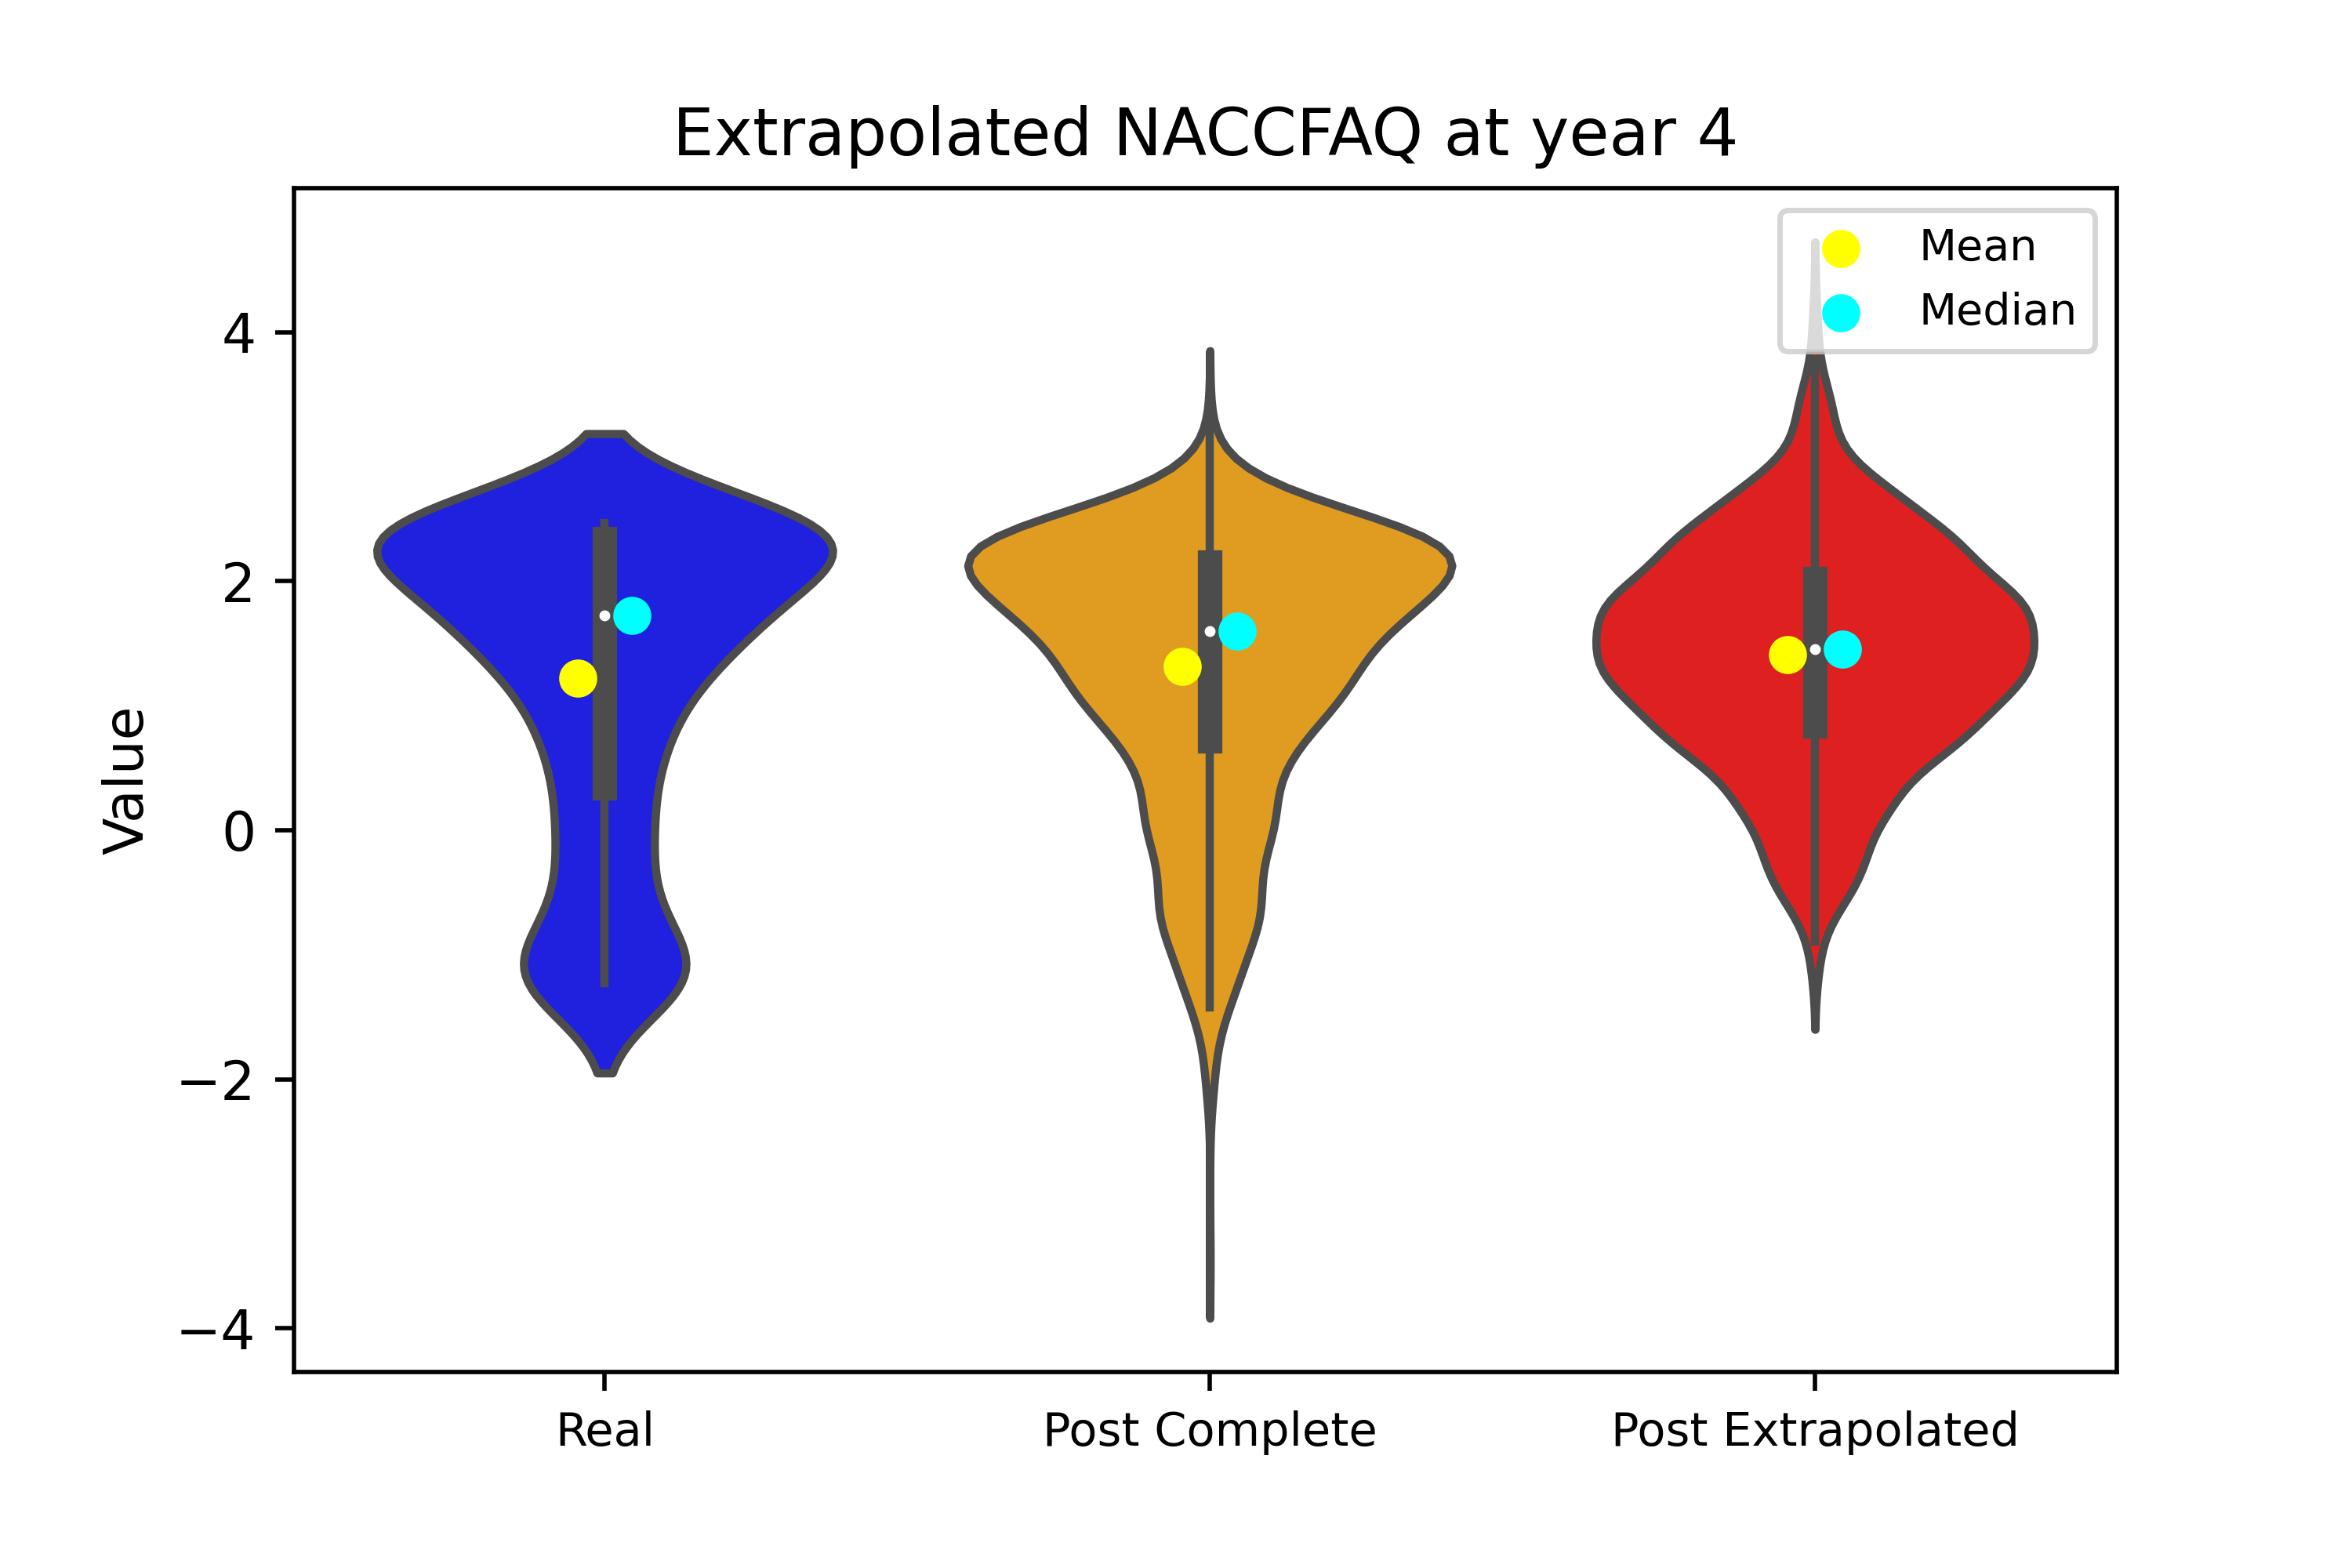 Extrapolated NACCFAQ at year 4
Mean
Median
4
2
0
−2
−4
Value
Real
Post Complete
Post Extrapolated